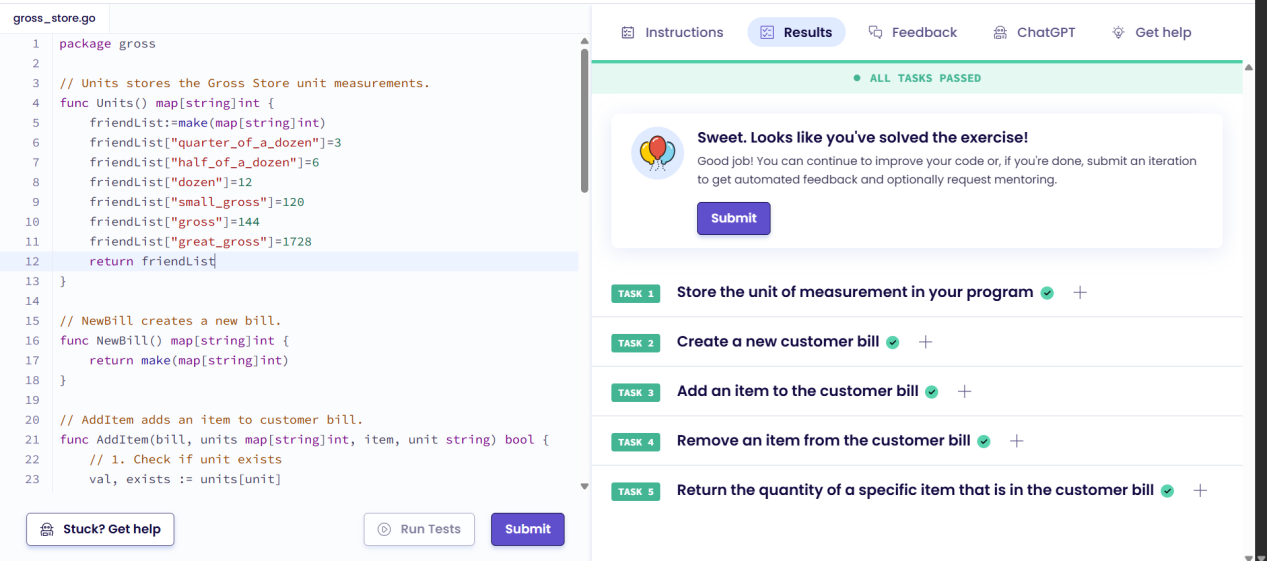 gross_store.go
1 package gross
2
3 // Units stores the Gross Store unit measurements.
4 func Units() map[string]int {
5     friendList:=make(map[string]int)
6     friendList["quarter_of_a_dozen"]=3
7     friendList["half_of_a_dozen"]=6
8     friendList["dozen"]=12
9     friendList["small_gross"]=120
10     friendList["gross"]=144
11     friendList["great_gross"]=1728
12     return friendList
13 }
14
15 // NewBill creates a new bill.
16 func NewBill() map[string]int {
17     return make(map[string]int)
18 }
19
20 // AddItem adds an item to customer bill.
21 func AddItem(bill, units map[string]int, item, unit string) bool {
22     // 1. Check if unit exists
23     val, exists := units[unit]
Stuck? Get help
Run Tests
Submit
Instructions
Results
Feedback
ChatGPT
Get help
ALL TASKS PASSED
Sweet. Looks like you've solved the exercise!
Good job! You can continue to improve your code or, if you're done, submit an iteration
to get automated feedback and optionally request mentoring.
Submit
TASK 1 Store the unit of measurement in your program
TASK 2 Create a new customer bill
TASK 3 Add an item to the customer bill
TASK 4 Remove an item from the customer bill
TASK 5 Return the quantity of a specific item that is in the customer bill